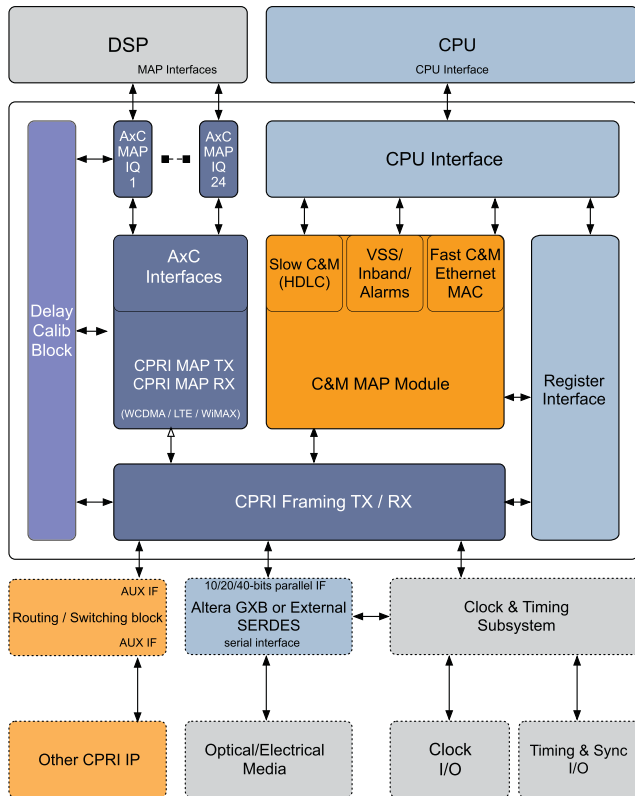 DSP
MAP Interfaces
CPU
CPU Interface
AxC
MAP
IQ
1
AxC
MAP
IQ
24
CPU Interface
AxC
Interfaces
Slow C&M
(HDLC)
VSS/
Inband/
Alarms
Fast C&M
Ethernet
MAC
Delay
Calib
Block
CPRI MAP TX
CPRI MAP RX
(WCDMA / LTE / WiMAX)
C&M MAP Module
Register
Interface
CPRI Framing TX / RX
AUX IF
Routing / Switching block
AUX IF
10/20/40-bits parallel IF
Altera GXB or External
SERDES
serial interface
Clock & Timing
Subsystem
Other CPRI IP
Optical/Electrical
Media
Clock
I/O
Timing & Sync
I/O